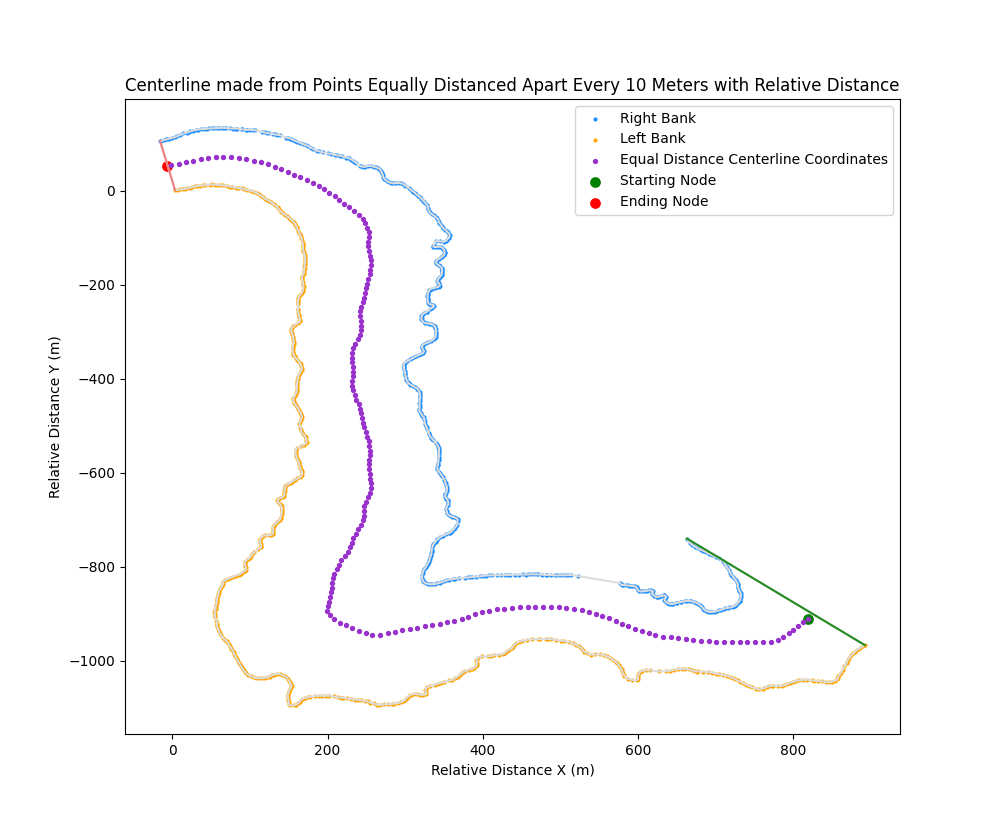 Centerline made from Points Equally Distanced Apart Every 10 Meters with Relative Distance
Right Bank
Left Bank
Equal Distance Centerline Coordinates
Starting Node
Ending Node
0
−200
−400
−600
−800
−1000
Relative Distance Y (m)
0
200
400
600
800
Relative Distance X (m)